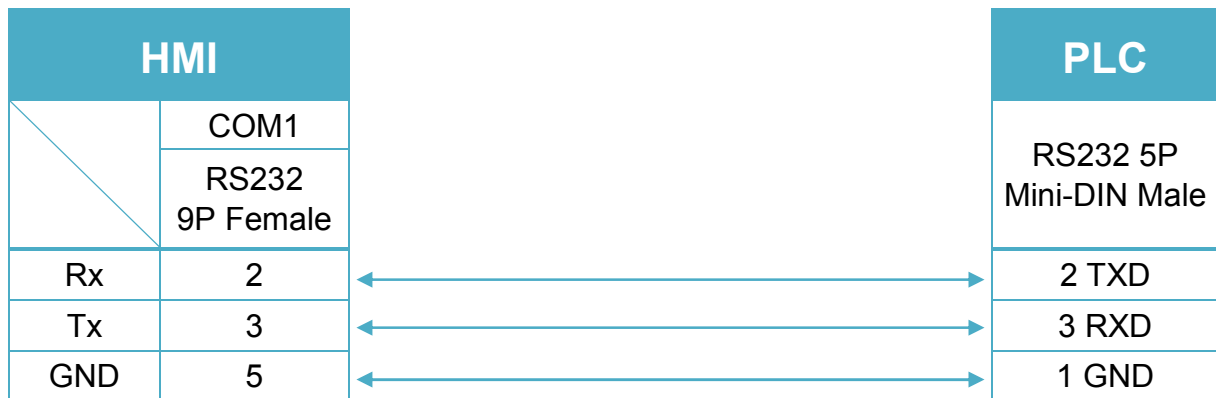 HMI
PLC
COM1
RS232
9P Female
RS232 5P
Mini-DIN Male
Rx 2 2 TXD
Tx 3 3 RXD
GND 5 1 GND